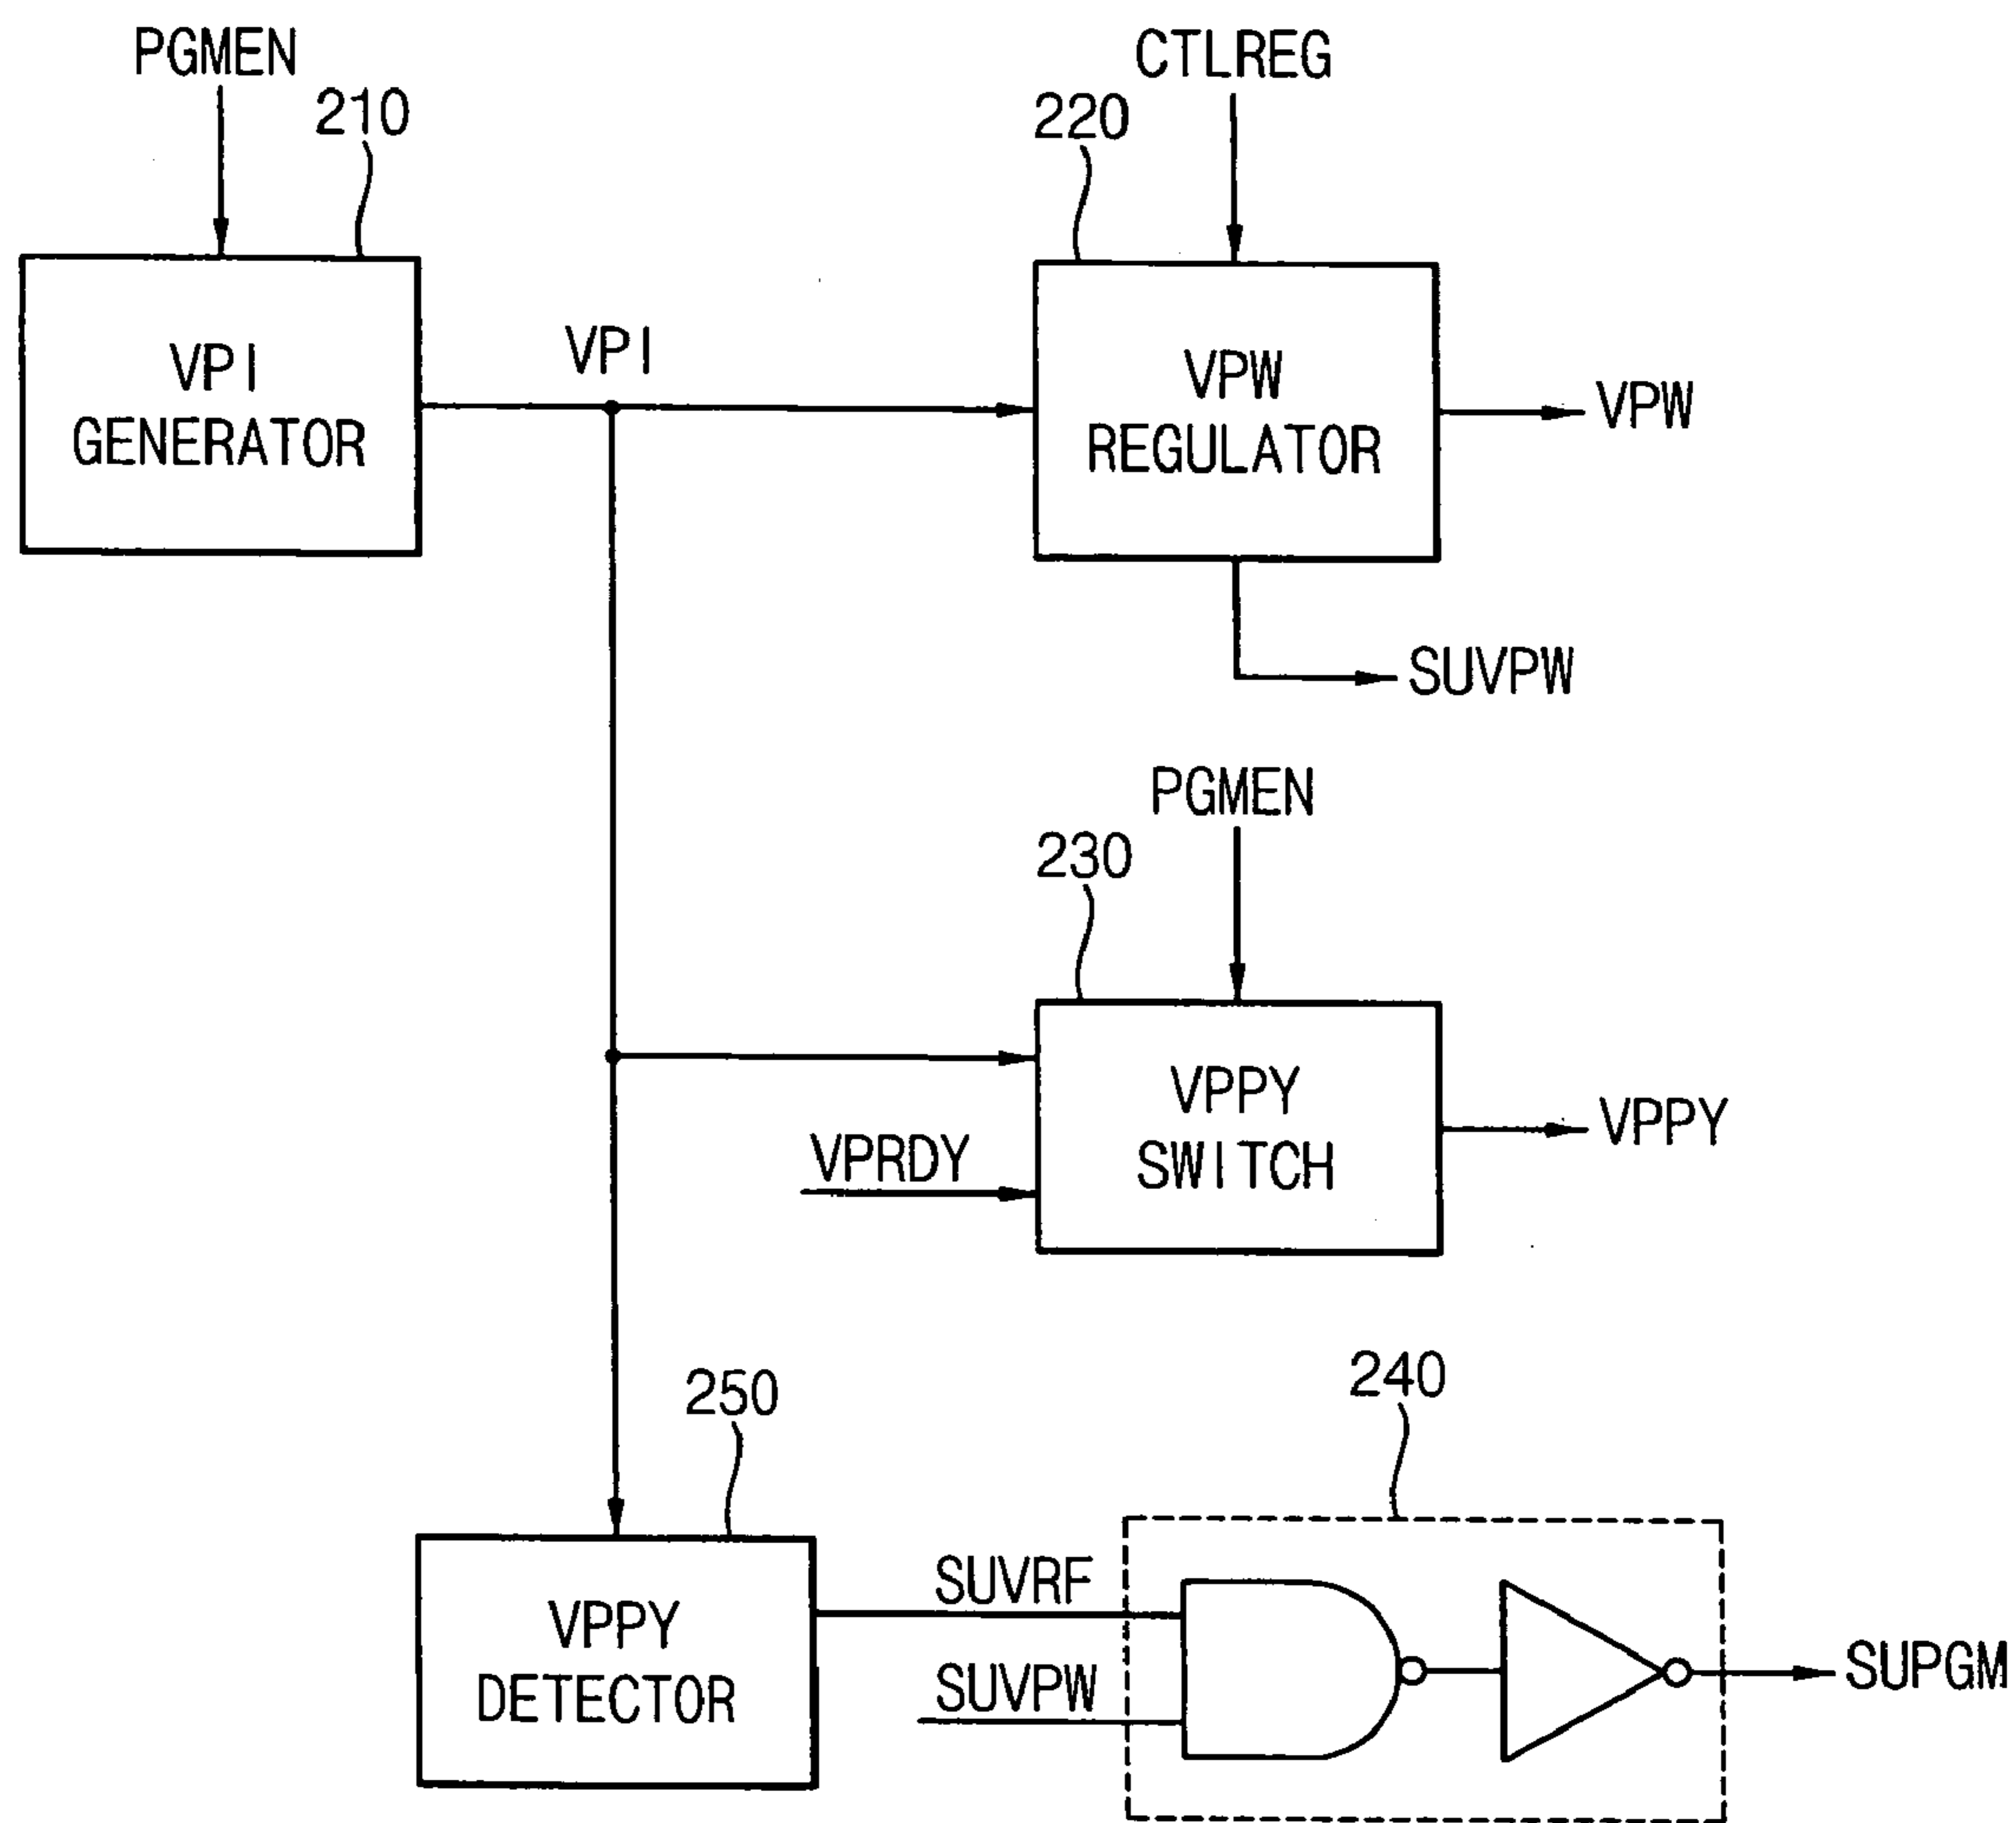 PGMEN
210
CTLREG
220
VPI
GENERATOR
VPI
VPW
REGULATOR
VPW
SUVPW
PGMEN
230
VPPY
SWITCH
VPRDY
VPPY
250
240
VPPY
DETECTOR
SUVRF
SUVPW
SUPGM